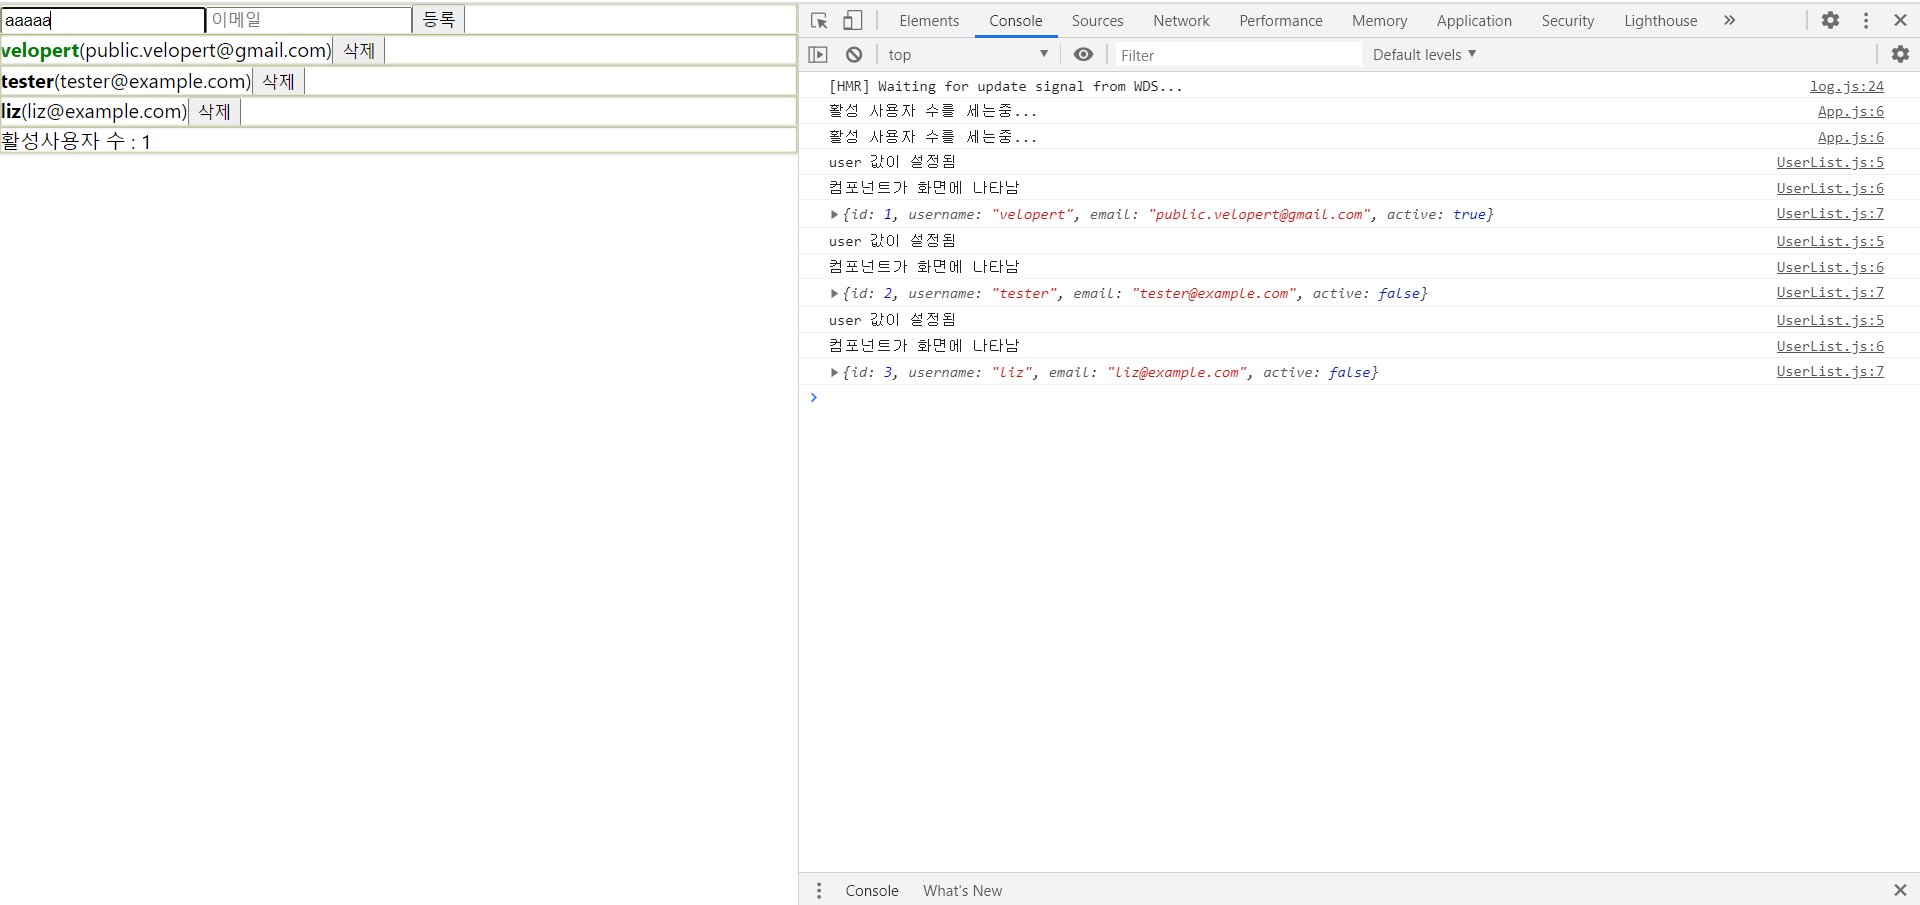 aaaaa 이메일 등록
velopert(public.velopert@gmail.com) 삭제
tester(tester@example.com) 삭제
liz(liz@example.com) 삭제
활성사용자 수 : 1
Elements Console Sources Network Performance Memory Application Security Lighthouse »
top ▼ Filter Default levels ▼
[HMR] Waiting for update signal from WDS... log.js:24
활성 사용자 수를 세는중... App.js:6
활성 사용자 수를 세는중... App.js:6
user 값이 설정됨 UserList.js:5
컴포넌트가 화면에 나타남 UserList.js:6
▶{id: 1, username: "velopert", email: "public.velopert@gmail.com", active: true} UserList.js:7
user 값이 설정됨 UserList.js:5
컴포넌트가 화면에 나타남 UserList.js:6
▶{id: 2, username: "tester", email: "tester@example.com", active: false} UserList.js:7
user 값이 설정됨 UserList.js:5
컴포넌트가 화면에 나타남 UserList.js:6
▶{id: 3, username: "liz", email: "liz@example.com", active: false} UserList.js:7
Console What's New